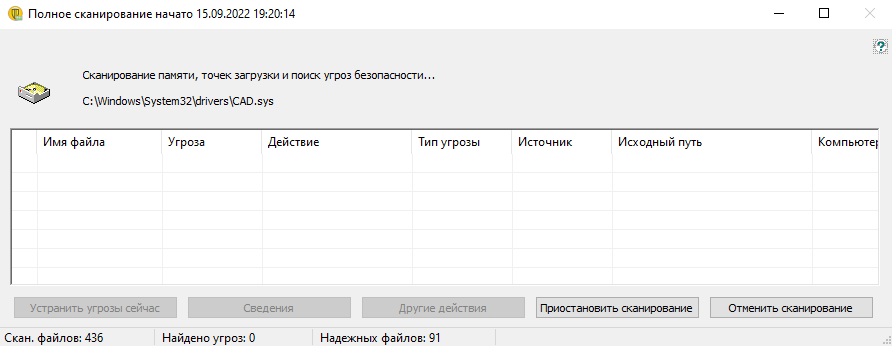 Полное сканирование начато 15.09.2022 19:20:14
?
Сканирование памяти, точек загрузки и поиск угроз безопасности...
C:\Windows\System32\drivers\CAD.sys
Имя файла Угроза Действие Тип угрозы Источник Исходный путь Компьютер
Устранить угрозы сейчас Сведения Другие действия Приостановить сканирование Отменить сканирование
Скан. файлов: 436 Найдено угроз: 0 Надежных файлов: 91